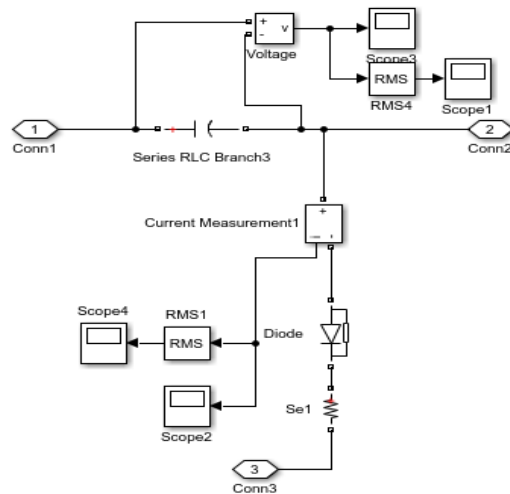 +
-
v
Voltage
Scope3
RMS
RMS4
Scope1
1
Conn1
2
Conn2
Series RLC Branch3
Current Measurement1
+
i
-
Scope4
RMS1
RMS
Diode
Scope2
Se1
3
Conn3